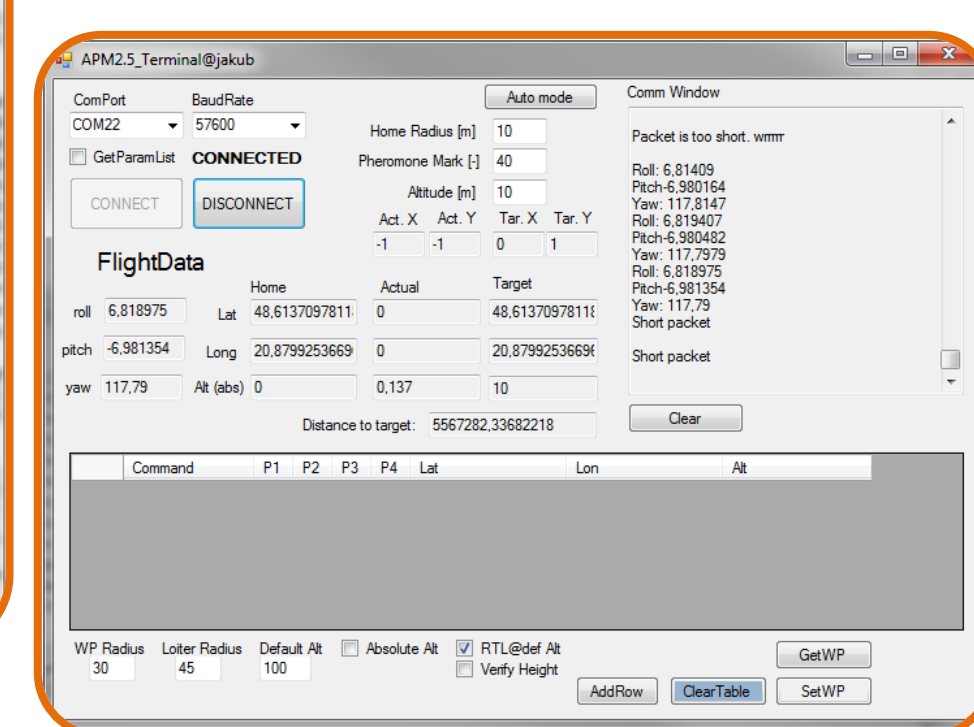 APM2.5_Terminal@jakub
ComPort BaudRate Auto mode Comm Window
COM22 57600
Home Radius [m] 10
GetParamList CONNECTED
Pheromone Mark [-] 40
CONNECT DISCONNECT
Altitude [m] 10
Act. X Act. Y Tar. X Tar. Y
-1 -1 0 1
FlightData
Home Actual Target
roll 6,818975 Lat 48,6137097811 0 48,61370978118
pitch -6,981354 Long 20,8799253669 0 20,8799253669
yaw 117,79 Alt (abs) 0 0,137 10
Distance to target: 5567282,33682218
Packet is too short. wrrrrr
Roll: 6,81409
Pitch-6,980164
Yaw: 117,8147
Roll: 6,819407
Pitch-6,980482
Yaw: 117,7979
Roll: 6,818975
Pitch-6,981354
Yaw: 117,79
Short packet
Short packet
Clear
Command P1 P2 P3 P4 Lat Lon Alt
WP Radius Loiter Radius Default Alt Absolute Alt RTL@def Alt
30 45 100 Verify Height
GetWP
AddRow ClearTable SetWP